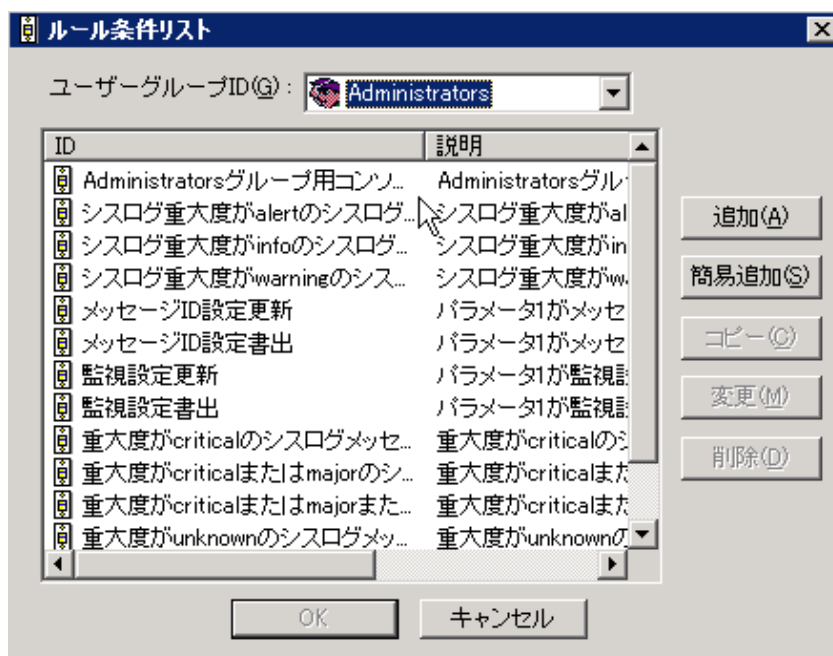 ルール条件リスト
ユーザーグループID(G) : Administrators
ID 説明
Administratorsグループ用コンソ... Administratorsグル
シスログ重大度がalertのシスログ... シスログ重大度がal
シスログ重大度がinfoのシスログ... シスログ重大度がin
シスログ重大度がwarningのシス... シスログ重大度がw
メッセージID設定更新 パラメータ1がメッセ
メッセージID設定書出 パラメータ1がメッセ
監視設定更新 パラメータ1が監視設
監視設定書出 パラメータ1が監視設
重大度がcriticalのシスログメッセ... 重大度がcriticalのシ
重大度がcriticalまたはmajorのシ... 重大度がcriticalまた
重大度がcriticalまたはmajorまた... 重大度がcriticalまた
重大度がunknownのシスログメッ... 重大度がunknownの
追加(A)
簡易追加(S)
コピー(C)
変更(M)
削除(D)
OK キャンセル